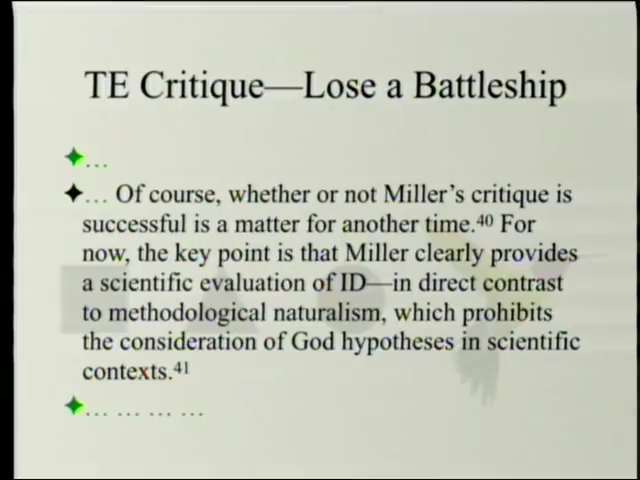 TE Critique—Lose a Battleship
…
… Of course, whether or not Miller’s critique is
successful is a matter for another time.⁴⁰ For
now, the key point is that Miller clearly provides
a scientific evaluation of ID—in direct contrast
to methodological naturalism, which prohibits
the consideration of God hypotheses in scientific
contexts.⁴¹
… … … …